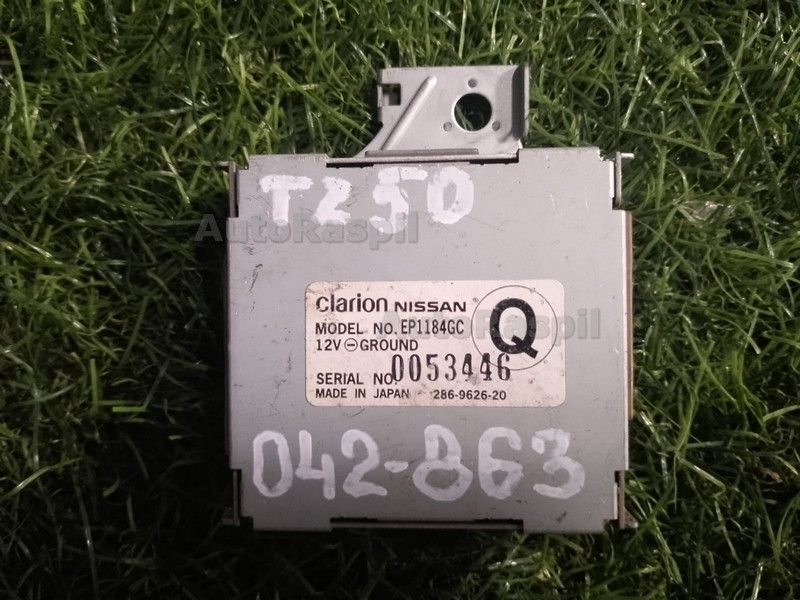 T250
AutoRaspil
clarion NISSAN
MODEL NO. EP1184GC
Q
AutoRaspil
12V ⊖ GROUND
SERIAL NO. 0053446
MADE IN JAPAN 286-9626-20
042-863